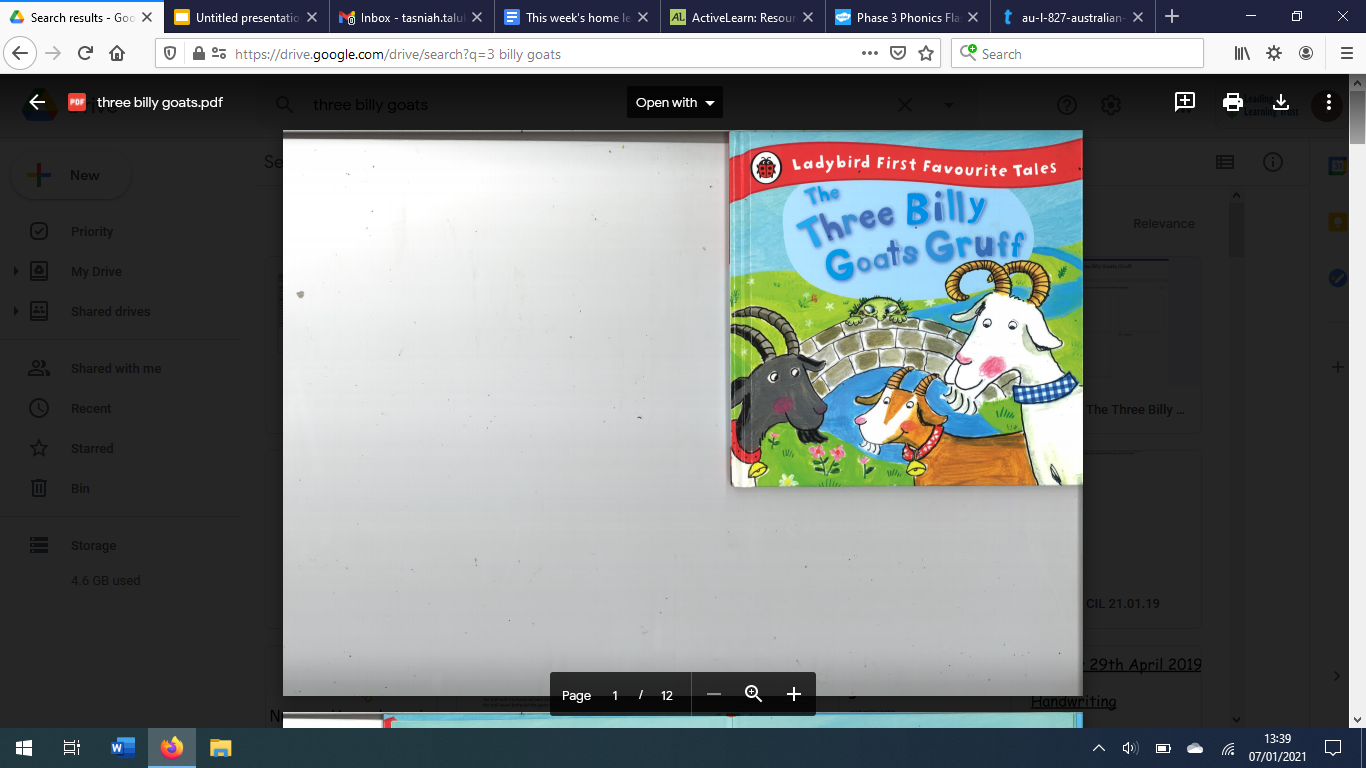 Search results - Goo
Untitled presentatio
Inbox - tasniah.talu
This week's home le
ActiveLearn: Resour
Phase 3 Phonics Fla
au-l-827-australian-
https://drive.google.com/drive/search?q=3 billy goats
Search
PDF
three billy goats.pdf
three billy goats
Open with
Leading
Learning Trust
New
Priority
My Drive
Shared drives
Shared with me
Recent
Starred
Bin
Storage
4.6 GB used
Relevance
Ladybird First Favourite Tales
The
Three Billy
Goats Gruff
The Three Billy ...
CIL 21.01.19
29th April 2019
Handwriting
Page 1 / 12
13:39
07/01/2021